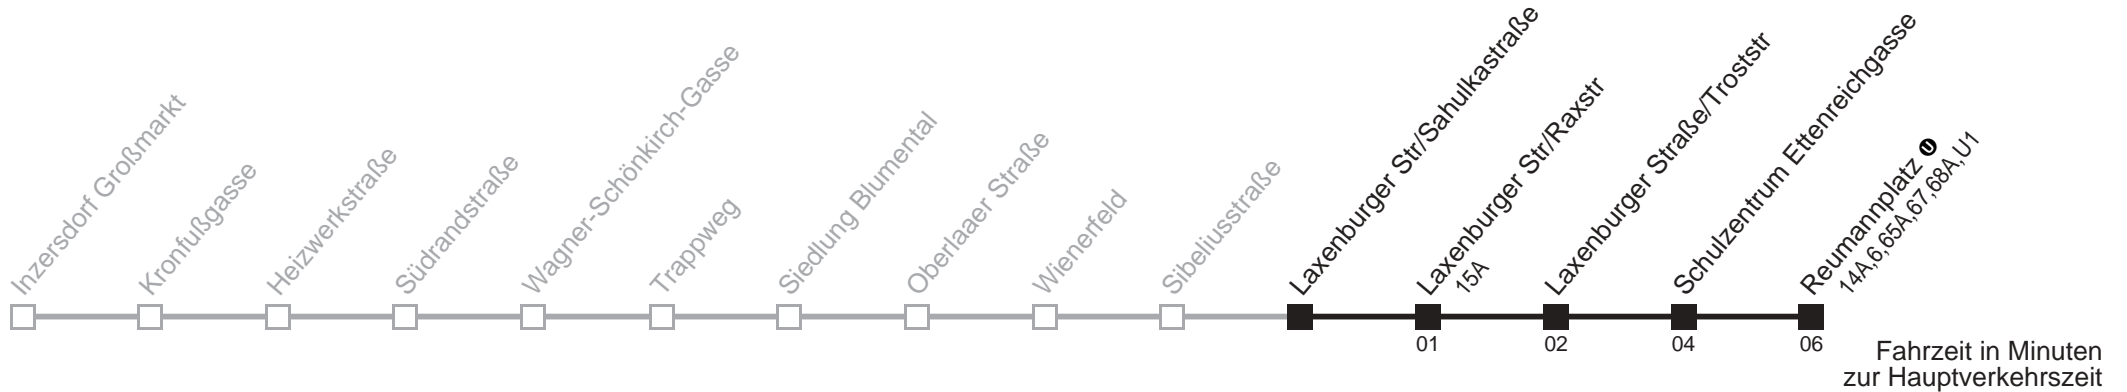 Inzersdorf Großmarkt
Kronfußgasse
Heizwerkstraße
Südrandstraße
Wagner-Schönkirch-Gasse
Trappweg
Siedlung Blumental
Oberlaaer Straße
Wienerfeld
Sibeliusstraße
Laxenburger Str/Sahulkastraße
Laxenburger Str/Raxstr
15A
01
Laxenburger Straße/Troststr
02
Schulzentrum Ettenreichgasse
04
Reumannplatz U
14A,6,65A,67,68A,U1
06
Fahrzeit in Minuten
zur Hauptverkehrszeit